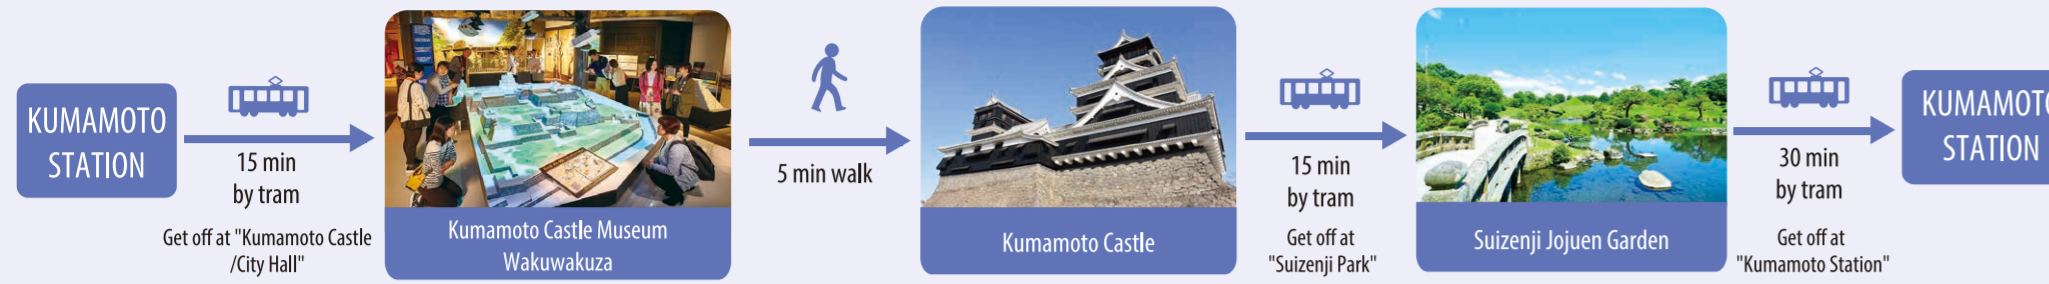 KUMAMOTO
STATION
15 min
by tram
Get off at "Kumamoto Castle
/City Hall"
Kumamoto Castle Museum
Wakuwakuza
5 min walk
Kumamoto Castle
15 min
by tram
Get off at
"Suizenji Park"
Suizenji Jojuen Garden
30 min
by tram
Get off at
"Kumamoto Station"
KUMAMOTO
STATION